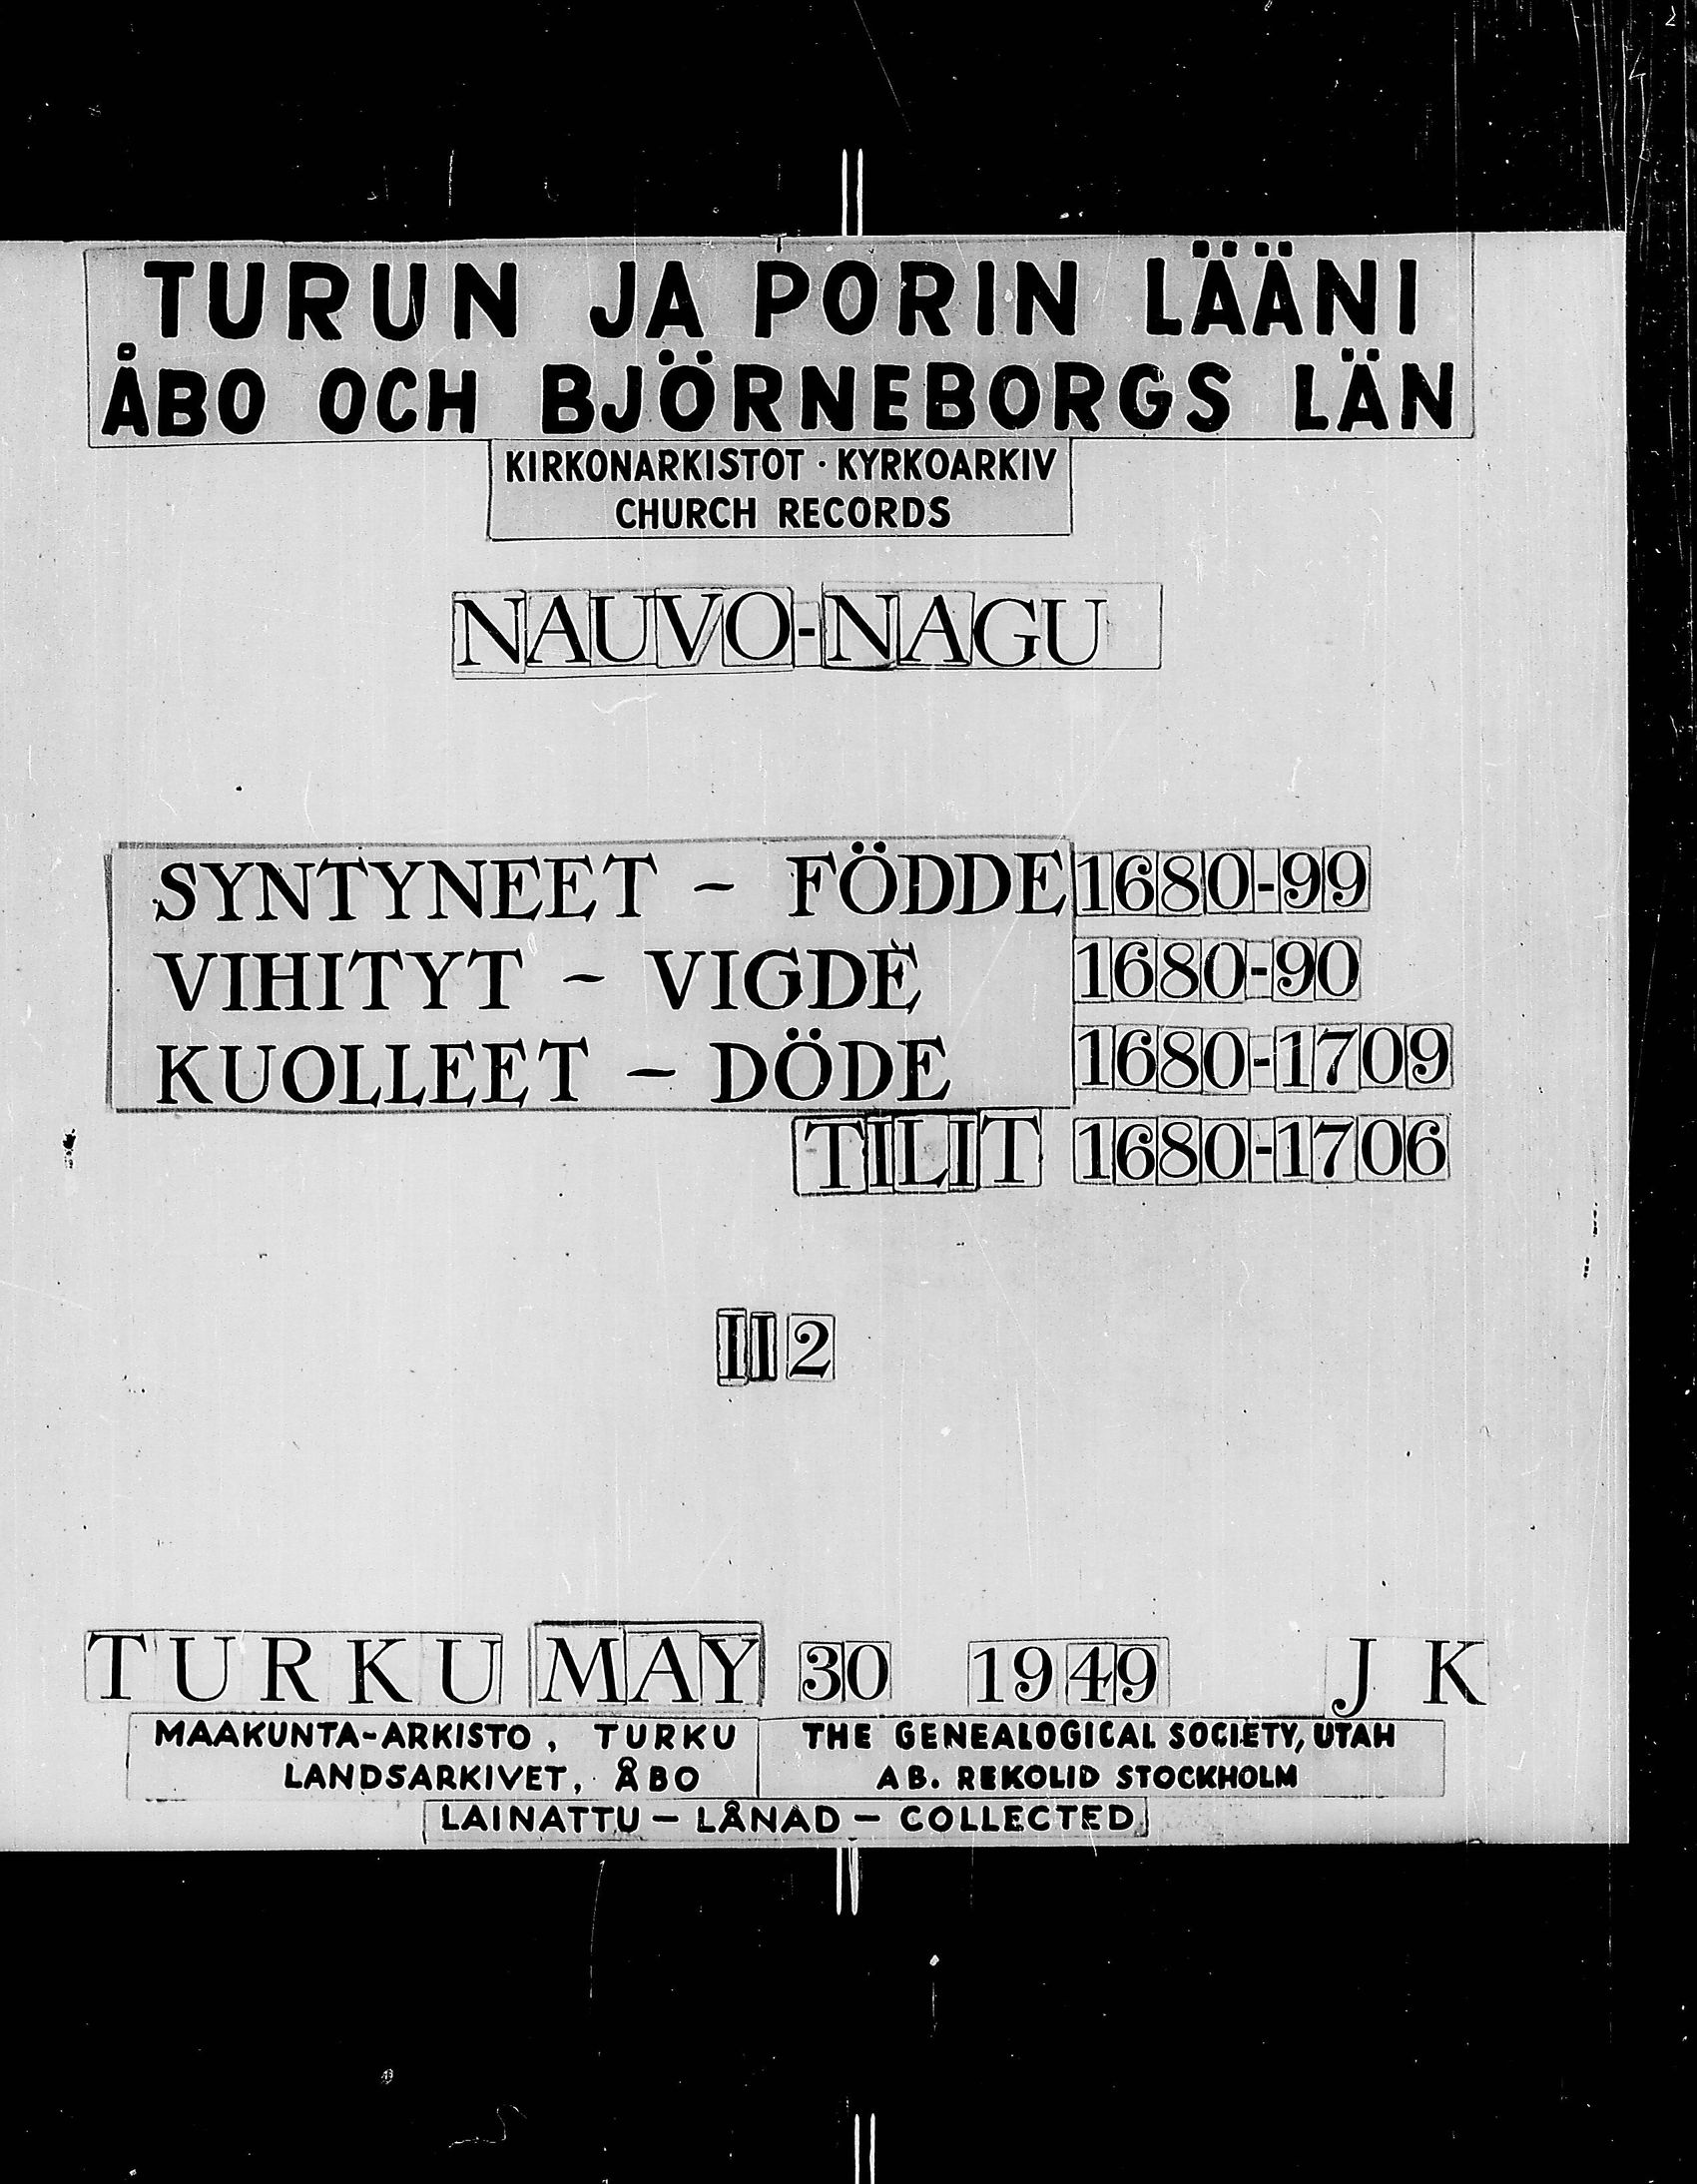 TURUN JA PORIN LÄÄNI
ÅBO OCH BJÖRNEBORGS LÄN
KIRKONARKISTOT · KYRKOARKIV
CHURCH RECORDS
NAUVO-NAGU
SYNTYNEET - FÖDDE 1680-99
VIHITYT - VIGDE 1680-90
KUOLLEET - DÖDE 1680-1709
TILIT 1680-1706
II 2
TURKU MAY 30 1949 J K
MAAKUNTA-ARKISTO, TURKU THE GENEALOGICAL SOCIETY, UTAH
LANDSARKIVET, ÅBO AB. REKOLID STOCKHOLM
LAINATTU - LÅNAD - COLLECTED